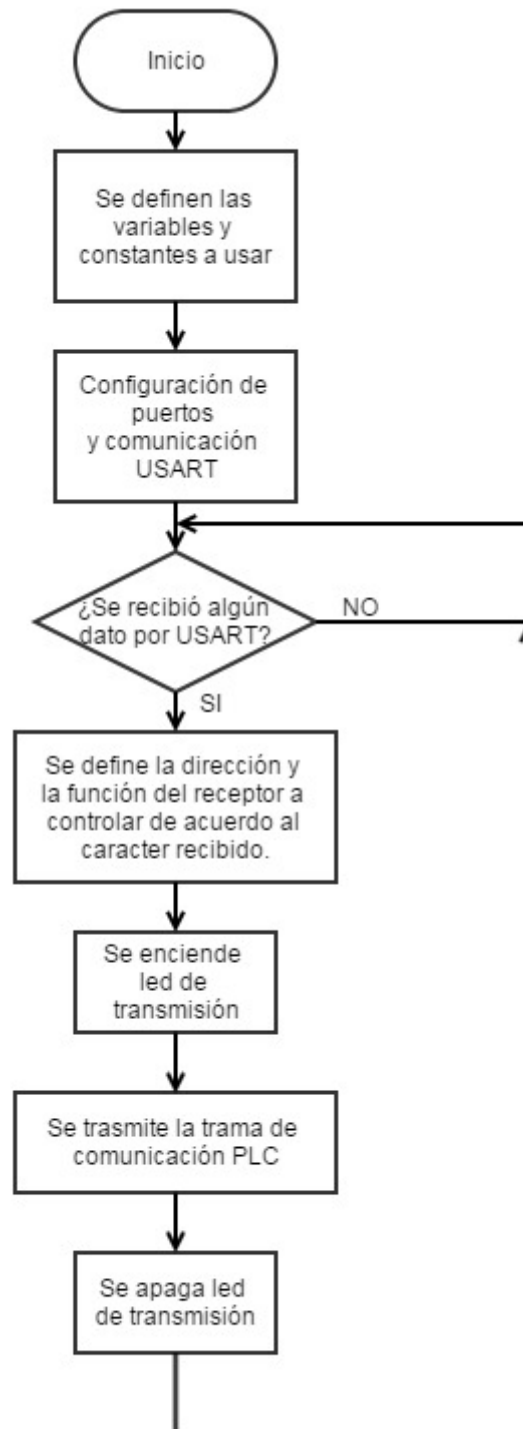 Inicio
Se definen las
variables y
constantes a usar
Configuración de
puertos
y comunicación
USART
¿Se recibió algún
dato por USART?
NO
SI
Se define la dirección y
la función del receptor a
controlar de acuerdo al
caracter recibido.
Se enciende
led de
transmisión
Se trasmite la trama de
comunicación PLC
Se apaga led
de transmisión